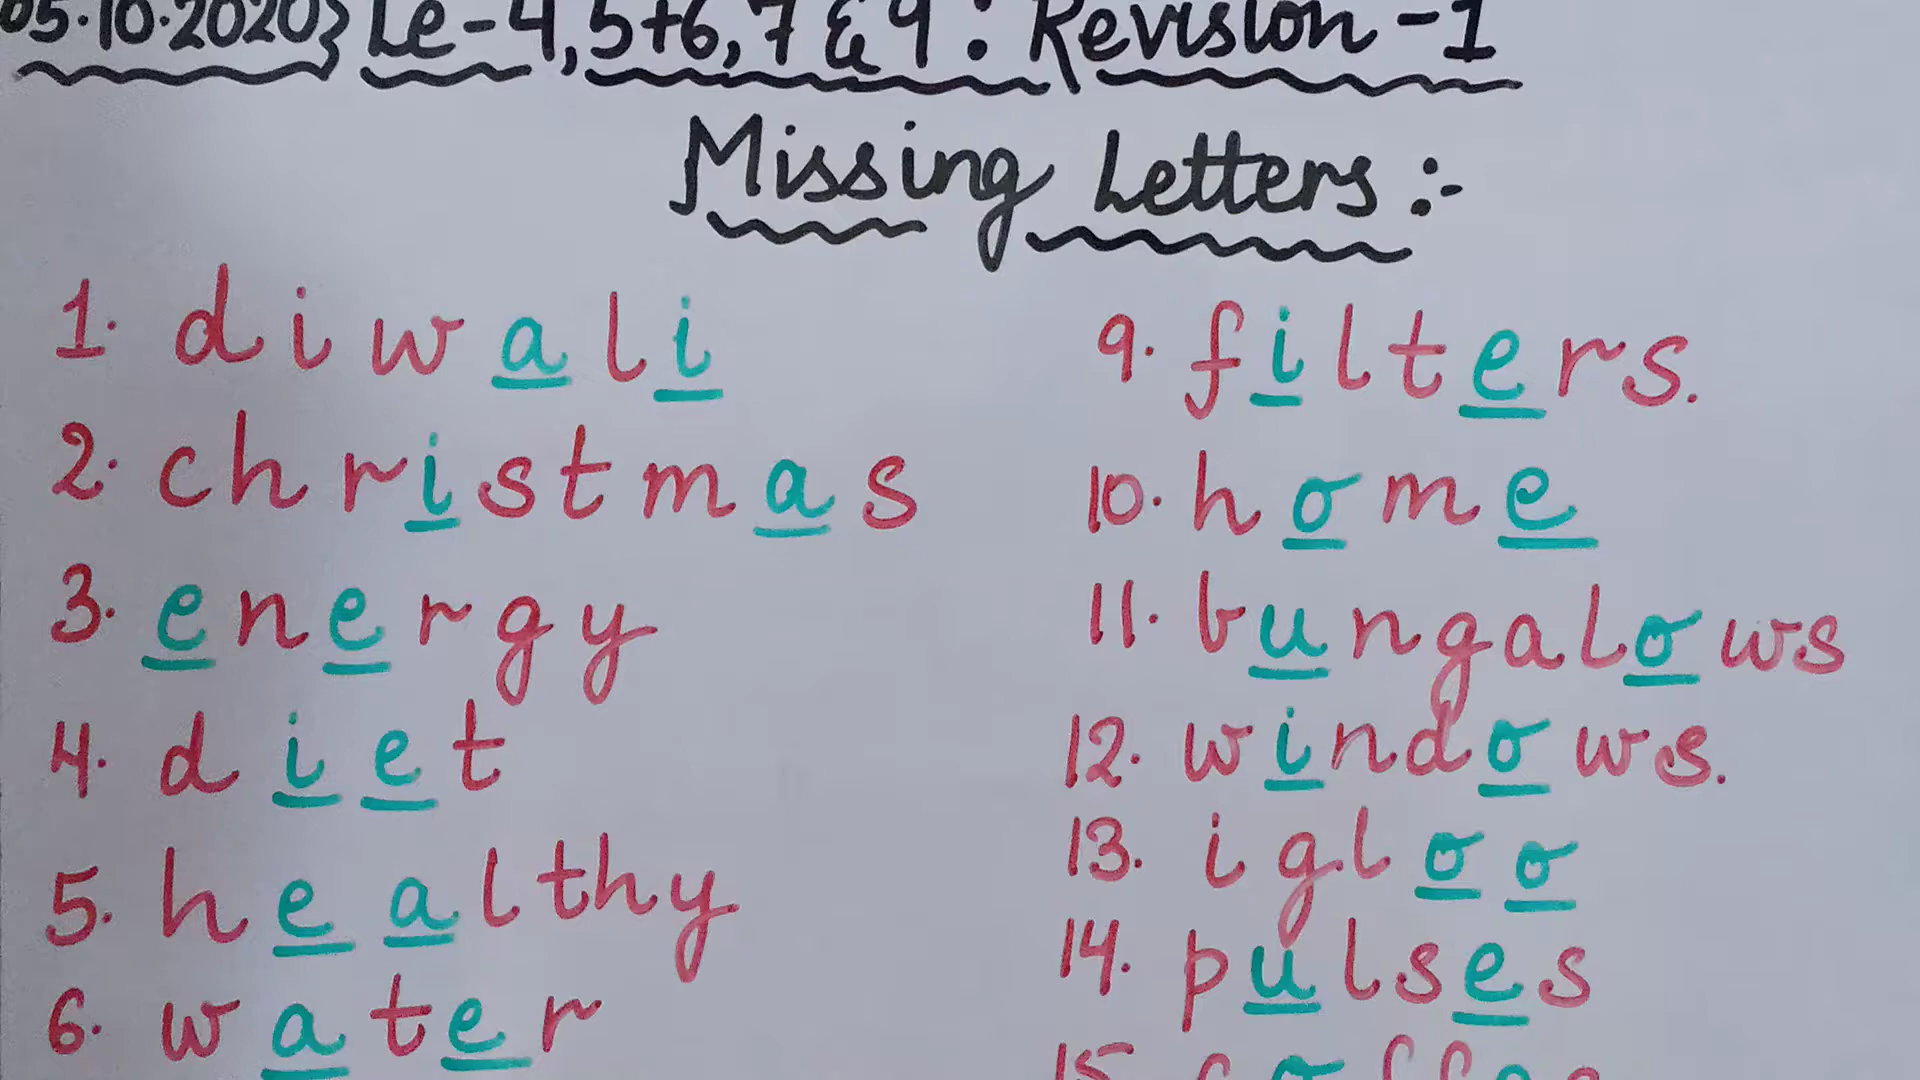 05.10.2020} Le-4,5+6,7 & 9: Revision-1
Missing Letters :-
1. diwali
2. christmas
3. energy
4. diet
5. healthy
6. water
9. filters.
10. home
11. bungalows
12. windows.
13. igloo
14. pulses
15